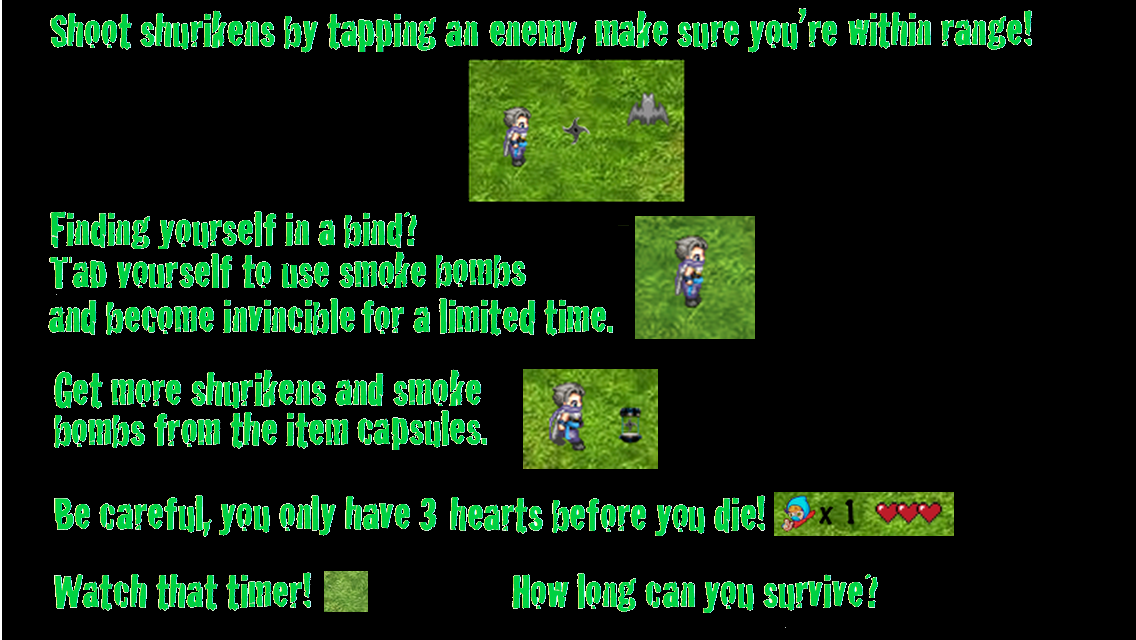 Shoot shurikens by tapping an enemy, make sure you're within range!
Finding yourself in a bind?
Tap yourself to use smoke bombs
and become invincible for a limited time.
Get more shurikens and smoke
bombs from the item capsules.
Be careful, you only have 3 hearts before you die!
x 1
Watch that timer!
How long can you survive?